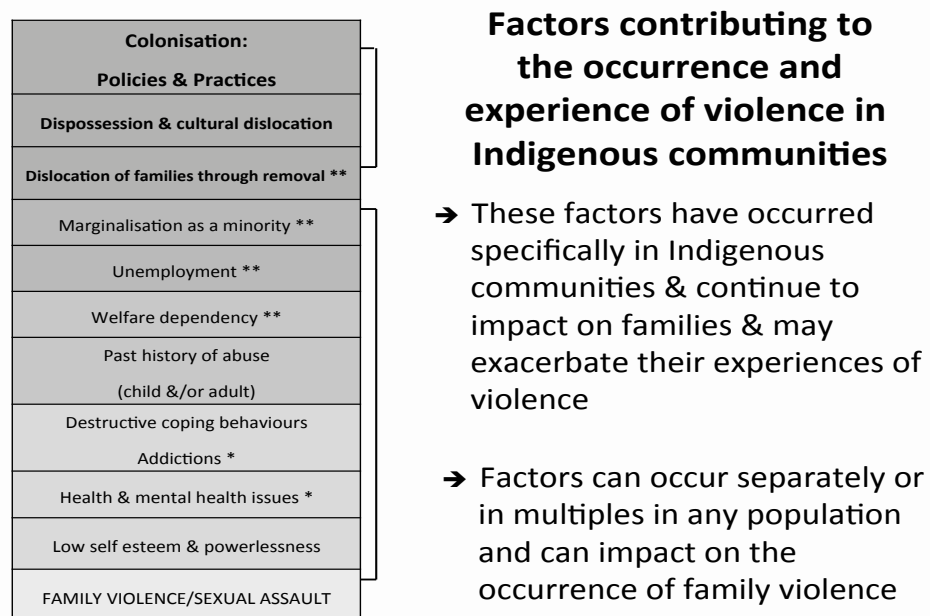 Colonisation:
Policies & Practices
Dispossession & cultural dislocation
Dislocation of families through removal **
Marginalisation as a minority **
Unemployment **
Welfare dependency **
Past history of abuse
(child &/or adult)
Destructive coping behaviours
Addictions *
Health & mental health issues *
Low self esteem & powerlessness
FAMILY VIOLENCE/SEXUAL ASSAULT
Factors contributing to
the occurrence and
experience of violence in
Indigenous communities
➔ These factors have occurred
specifically in Indigenous
communities & continue to
impact on families & may
exacerbate their experiences of
violence
➔ Factors can occur separately or
in multiples in any population
and can impact on the
occurrence of family violence